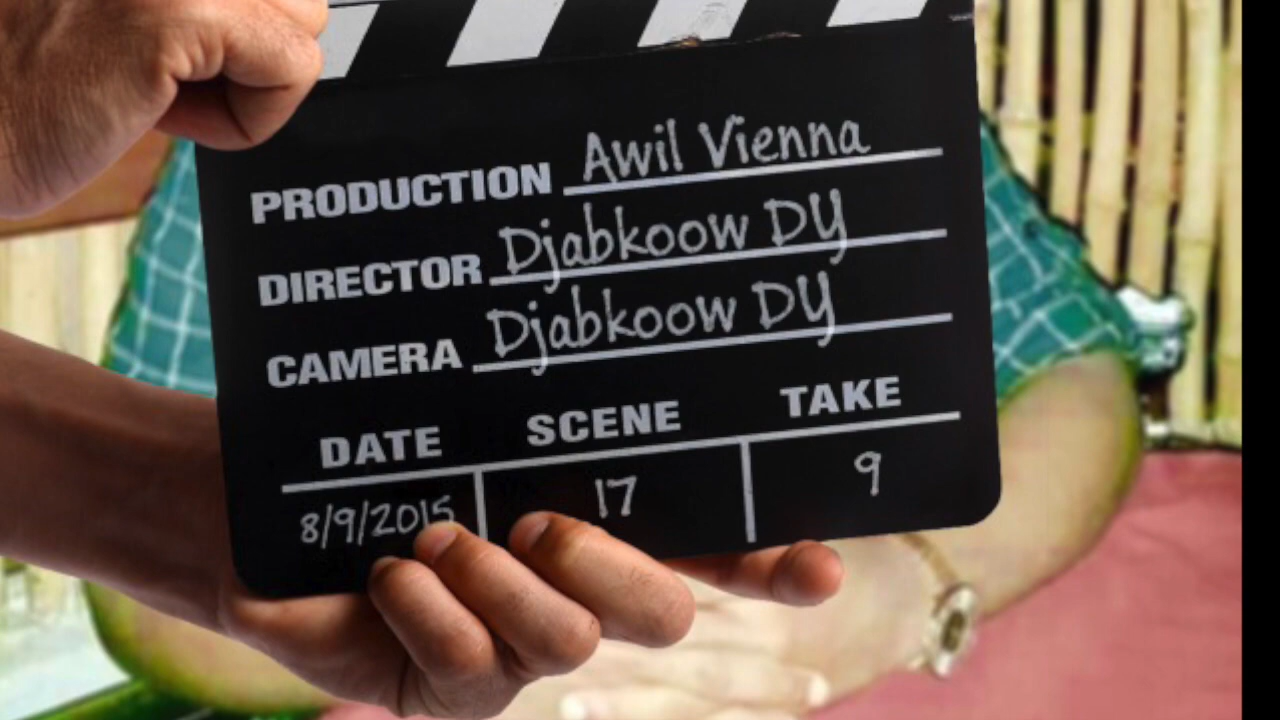 PRODUCTION Awil Vienna
DIRECTOR Djabkoow DY
CAMERA Djabkoow DY
DATE SCENE TAKE
8/9/2015 17 9